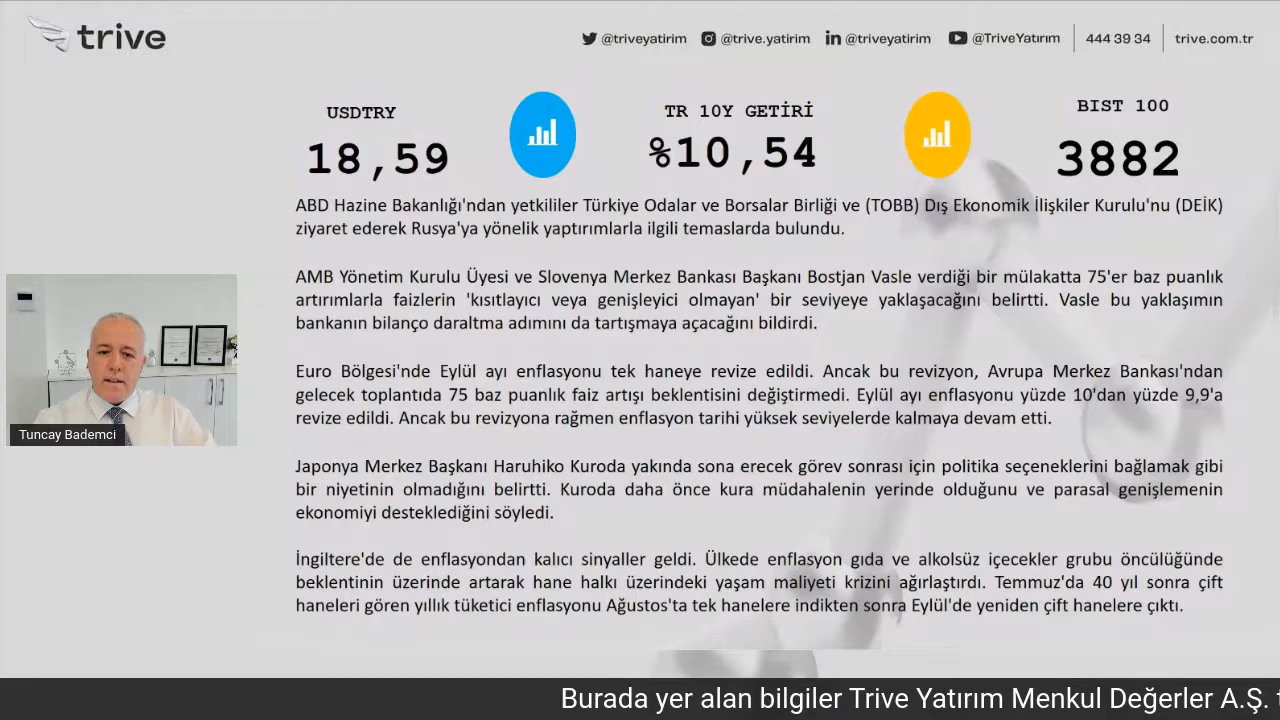 trive
@triveyatirim @trive.yatirim @triveyatirim @TriveYatırım 444 39 34 trive.com.tr
USDTRY
18,59
TR 10Y GETİRİ
%10,54
BIST 100
3882
ABD Hazine Bakanlığı'ndan yetkililer Türkiye Odalar ve Borsalar Birliği ve (TOBB) Dış Ekonomik İlişkiler Kurulu'nu (DEİK)
ziyaret ederek Rusya'ya yönelik yaptırımlarla ilgili temaslarda bulundu.
AMB Yönetim Kurulu Üyesi ve Slovenya Merkez Bankası Başkanı Bostjan Vasle verdiği bir mülakatta 75'er baz puanlık
artırımlarla faizlerin 'kısıtlayıcı veya genişleyici olmayan' bir seviyeye yaklaşacağını belirtti. Vasle bu yaklaşımın
bankanın bilanço daraltma adımını da tartışmaya açacağını bildirdi.
Euro Bölgesi'nde Eylül ayı enflasyonu tek haneye revize edildi. Ancak bu revizyon, Avrupa Merkez Bankası'ndan
gelecek toplantıda 75 baz puanlık faiz artışı beklentisini değiştirmedi. Eylül ayı enflasyonu yüzde 10'dan yüzde 9,9'a
revize edildi. Ancak bu revizyona rağmen enflasyon tarihi yüksek seviyelerde kalmaya devam etti.
Japonya Merkez Başkanı Haruhiko Kuroda yakında sona erecek görev sonrası için politika seçeneklerini bağlamak gibi
bir niyetinin olmadığını belirtti. Kuroda daha önce kura müdahalenin yerinde olduğunu ve parasal genişlemenin
ekonomiyi desteklediğini söyledi.
İngiltere'de de enflasyondan kalıcı sinyaller geldi. Ülkede enflasyon gıda ve alkolsüz içecekler grubu öncülüğünde
beklentinin üzerinde artarak hane halkı üzerindeki yaşam maliyeti krizini ağırlaştırdı. Temmuz'da 40 yıl sonra çift
haneleri gören yıllık tüketici enflasyonu Ağustos'ta tek hanelere indikten sonra Eylül'de yeniden çift hanelere çıktı.
Tuncay Bademci
Burada yer alan bilgiler Trive Yatırım Menkul Değerler A.Ş.